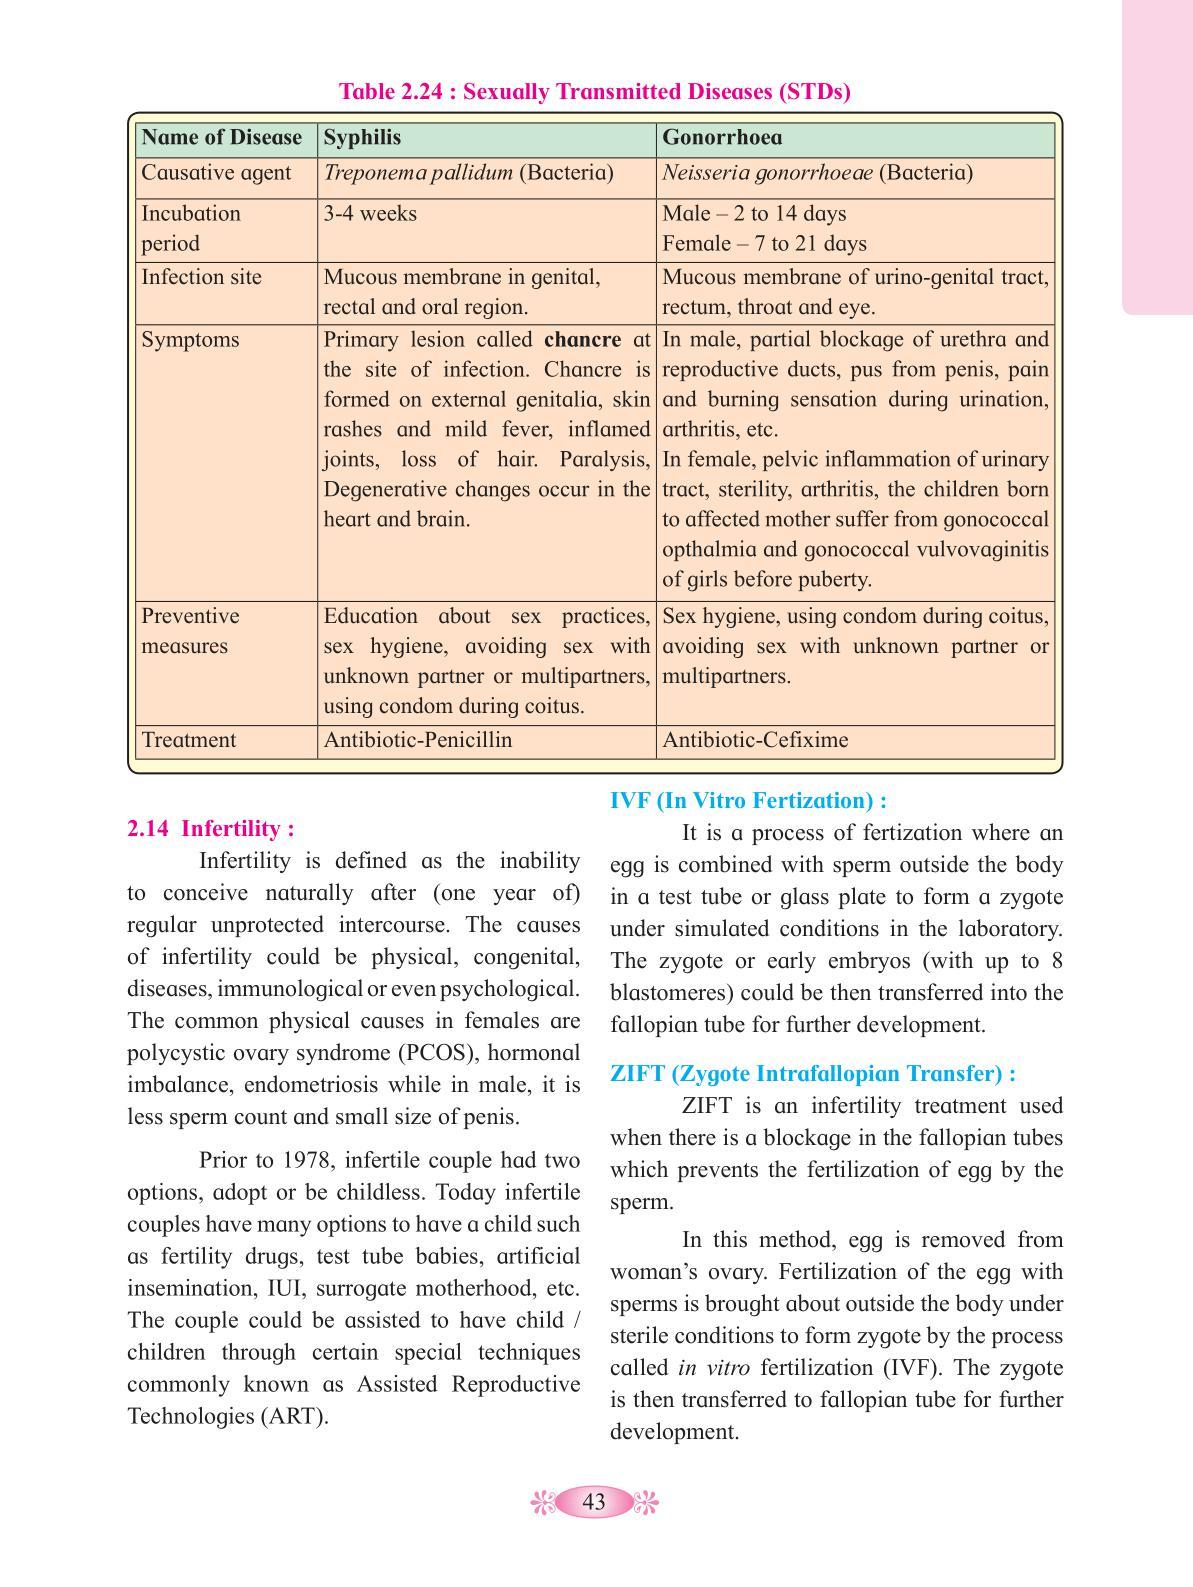 Table 2.24 : Sexually Transmitted Diseases (STDs)
Name of Disease Syphilis Gonorrhoea
Causative agent Treponema pallidum (Bacteria) Neisseria gonorrhoeae (Bacteria)
Incubation
period
3-4 weeks
Male – 2 to 14 days
Female – 7 to 21 days
Infection site
Mucous membrane in genital,
rectal and oral region.
Mucous membrane of urino-genital tract,
rectum, throat and eye.
Symptoms
Primary lesion called chancre at
the site of infection. Chancre is
formed on external genitalia, skin
rashes and mild fever, inflamed
joints, loss of hair. Paralysis,
Degenerative changes occur in the
heart and brain.
In male, partial blockage of urethra and
reproductive ducts, pus from penis, pain
and burning sensation during urination,
arthritis, etc.
In female, pelvic inflammation of urinary
tract, sterility, arthritis, the children born
to affected mother suffer from gonococcal
opthalmia and gonococcal vulvovaginitis
of girls before puberty.
Preventive
measures
Education about sex practices,
sex hygiene, avoiding sex with
unknown partner or multipartners,
using condom during coitus.
Sex hygiene, using condom during coitus,
avoiding sex with unknown partner or
multipartners.
Treatment Antibiotic-Penicillin Antibiotic-Cefixime
2.14 Infertility :
Infertility is defined as the inability
to conceive naturally after (one year of)
regular unprotected intercourse. The causes
of infertility could be physical, congenital,
diseases, immunological or even psychological.
The common physical causes in females are
polycystic ovary syndrome (PCOS), hormonal
imbalance, endometriosis while in male, it is
less sperm count and small size of penis.
Prior to 1978, infertile couple had two
options, adopt or be childless. Today infertile
couples have many options to have a child such
as fertility drugs, test tube babies, artificial
insemination, IUI, surrogate motherhood, etc.
The couple could be assisted to have child /
children through certain special techniques
commonly known as Assisted Reproductive
Technologies (ART).
IVF (In Vitro Fertization) :
It is a process of fertization where an
egg is combined with sperm outside the body
in a test tube or glass plate to form a zygote
under simulated conditions in the laboratory.
The zygote or early embryos (with up to 8
blastomeres) could be then transferred into the
fallopian tube for further development.
ZIFT (Zygote Intrafallopian Transfer) :
ZIFT is an infertility treatment used
when there is a blockage in the fallopian tubes
which prevents the fertilization of egg by the
sperm.
In this method, egg is removed from
woman’s ovary. Fertilization of the egg with
sperms is brought about outside the body under
sterile conditions to form zygote by the process
called in vitro fertilization (IVF). The zygote
is then transferred to fallopian tube for further
development.
43